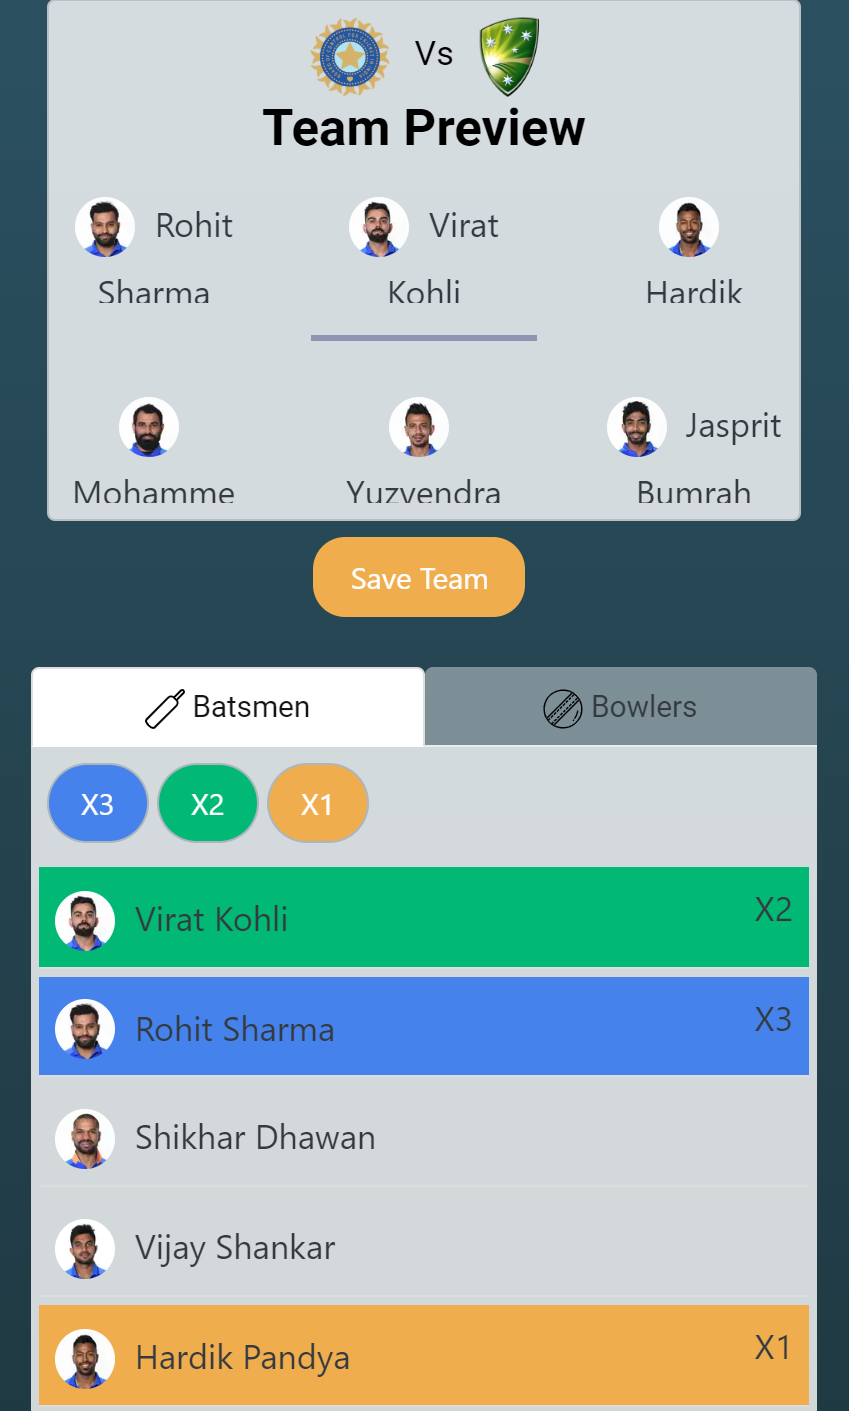 Vs
Team Preview
Rohit Virat
Sharma Kohli Hardik
Jasprit
Mohamme Yuzvendra Bumrah
Save Team
Batsmen Bowlers
X3 X2 X1
Virat Kohli X2
Rohit Sharma X3
Shikhar Dhawan
Vijay Shankar
Hardik Pandya X1